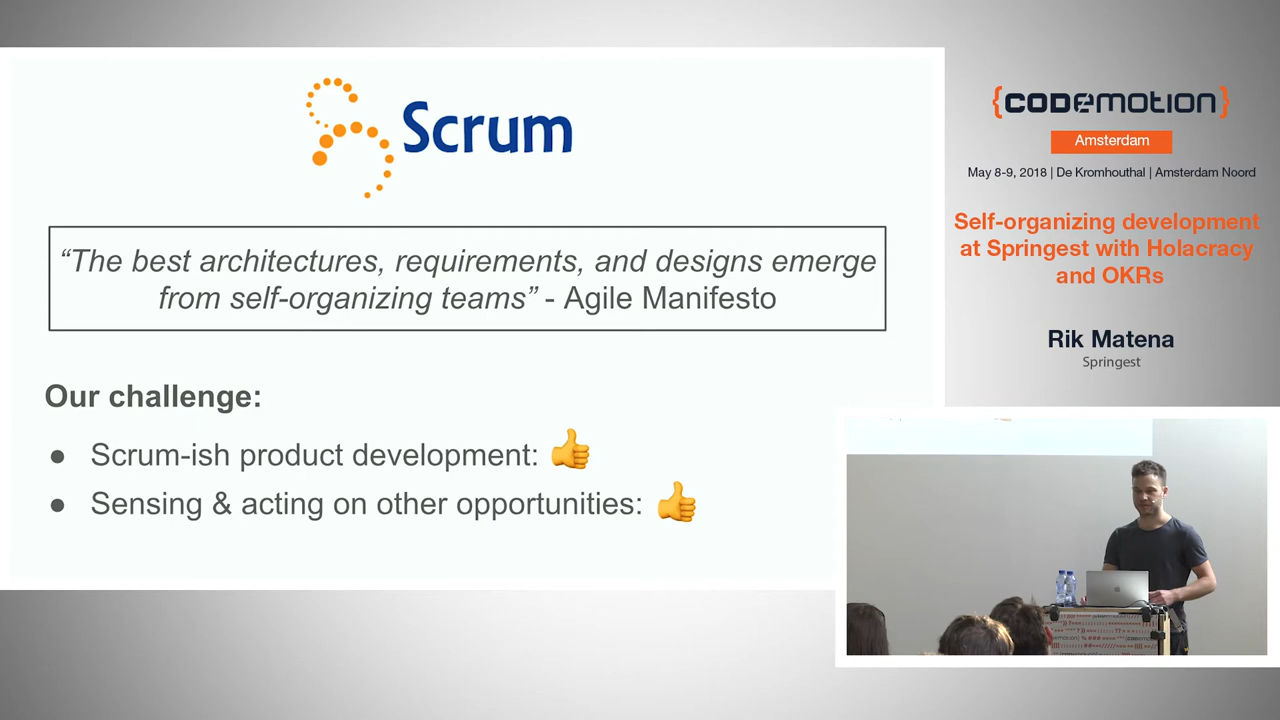 Scrum
“The best architectures, requirements, and designs emerge
from self-organizing teams” - Agile Manifesto
Our challenge:
● Scrum-ish product development: 👍
● Sensing & acting on other opportunities: 👍
{CODEMOTION}
Amsterdam
May 8-9, 2018 | De Kromhouthal | Amsterdam Noord
Self-organizing development
at Springest with Holacracy
and OKRs
Rik Matena
Springest